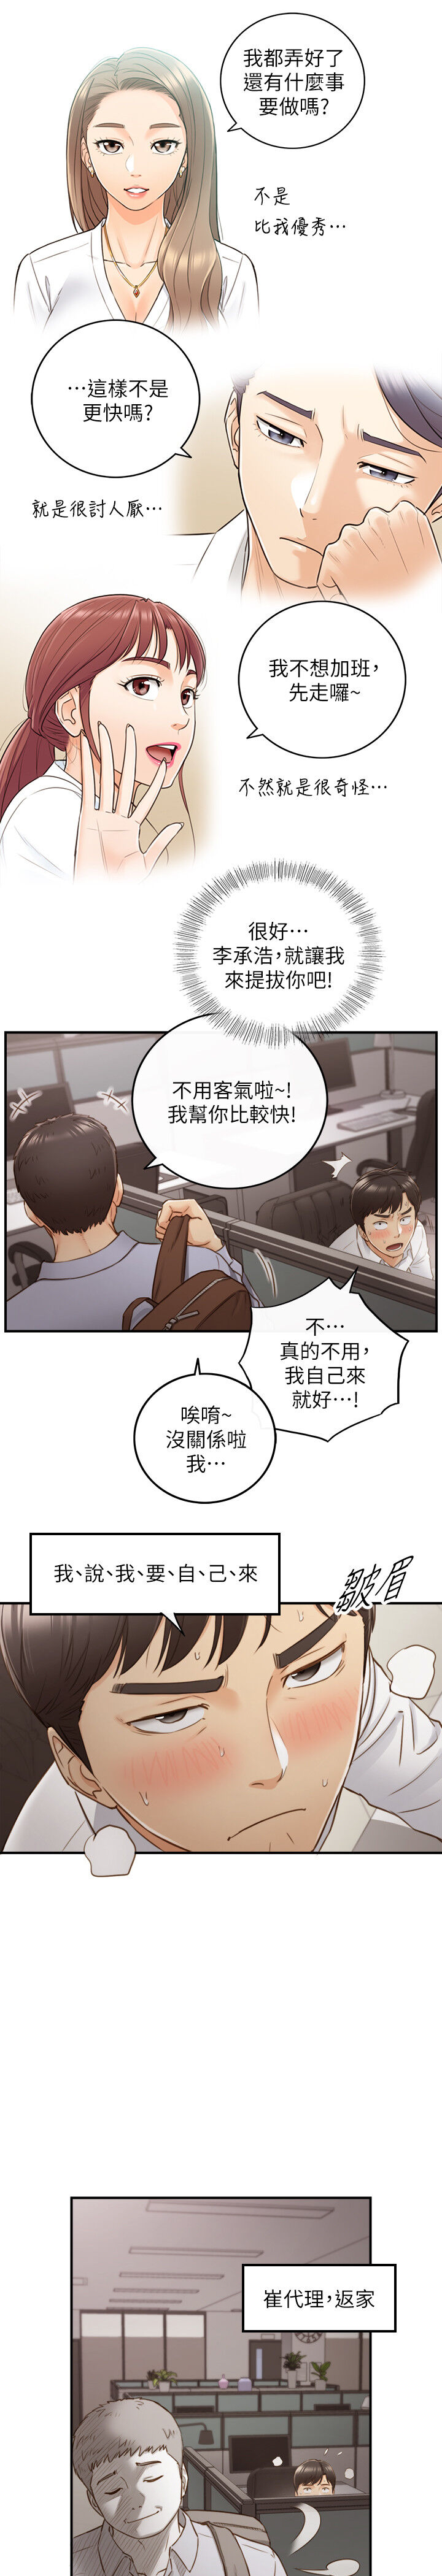 我都弄好了
還有什麼事
要做嗎?
不是
比我優秀…
…這樣不是
更快嗎?
就是很討人厭…
我不想加班，
先走囉~
不然就是很奇怪…
很好…
李承浩，就讓我
來提拔你吧!
不用客氣啦~!
我幫你比較快!
不…
真的不用，
我自己來
就好…!
唉唷~
沒關係啦
我…
我、說、我、要、自、己、來
皺眉
崔代理，返家